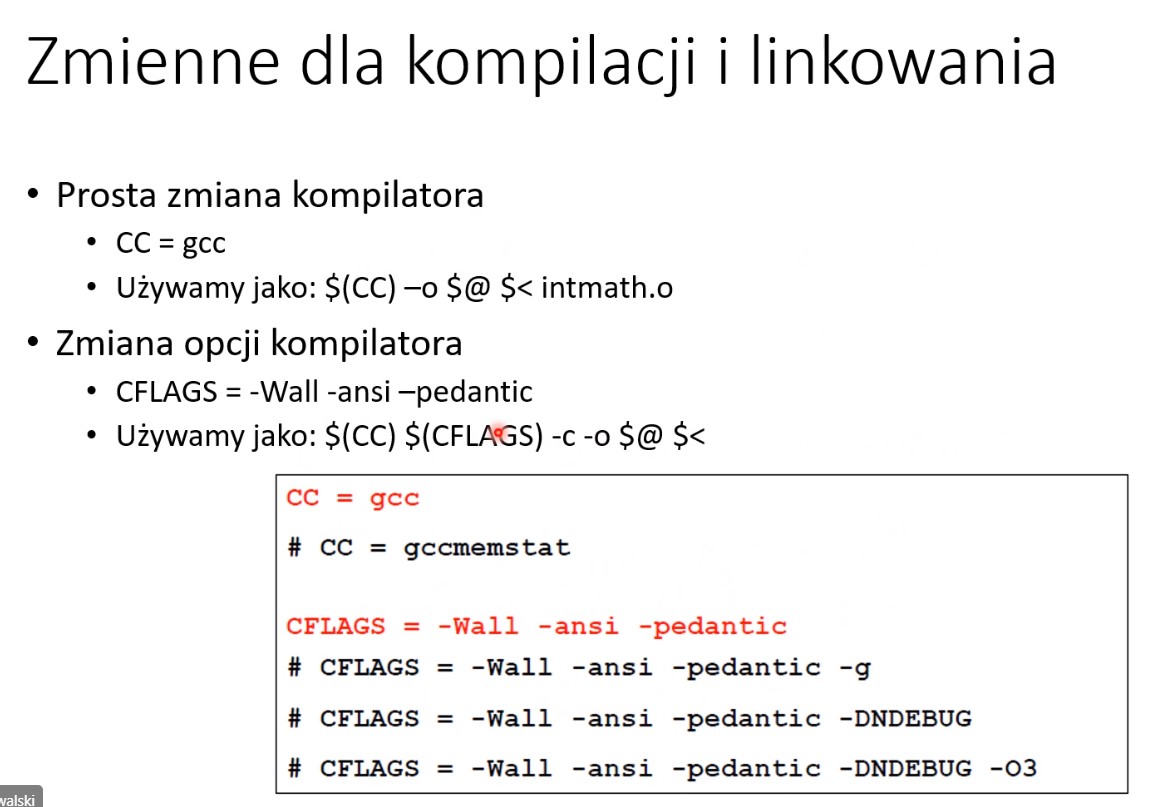 Zmienne dla kompilacji i linkowania
• Prosta zmiana kompilatora
• CC = gcc
• Używamy jako: $(CC) –o $@ $< intmath.o
• Zmiana opcji kompilatora
• CFLAGS = -Wall -ansi –pedantic
• Używamy jako: $(CC) $(CFLAGS) -c -o $@ $<
CC = gcc
# CC = gccmemstat
CFLAGS = -Wall -ansi -pedantic
# CFLAGS = -Wall -ansi -pedantic -g
# CFLAGS = -Wall -ansi -pedantic -DNDEBUG
# CFLAGS = -Wall -ansi -pedantic -DNDEBUG -O3